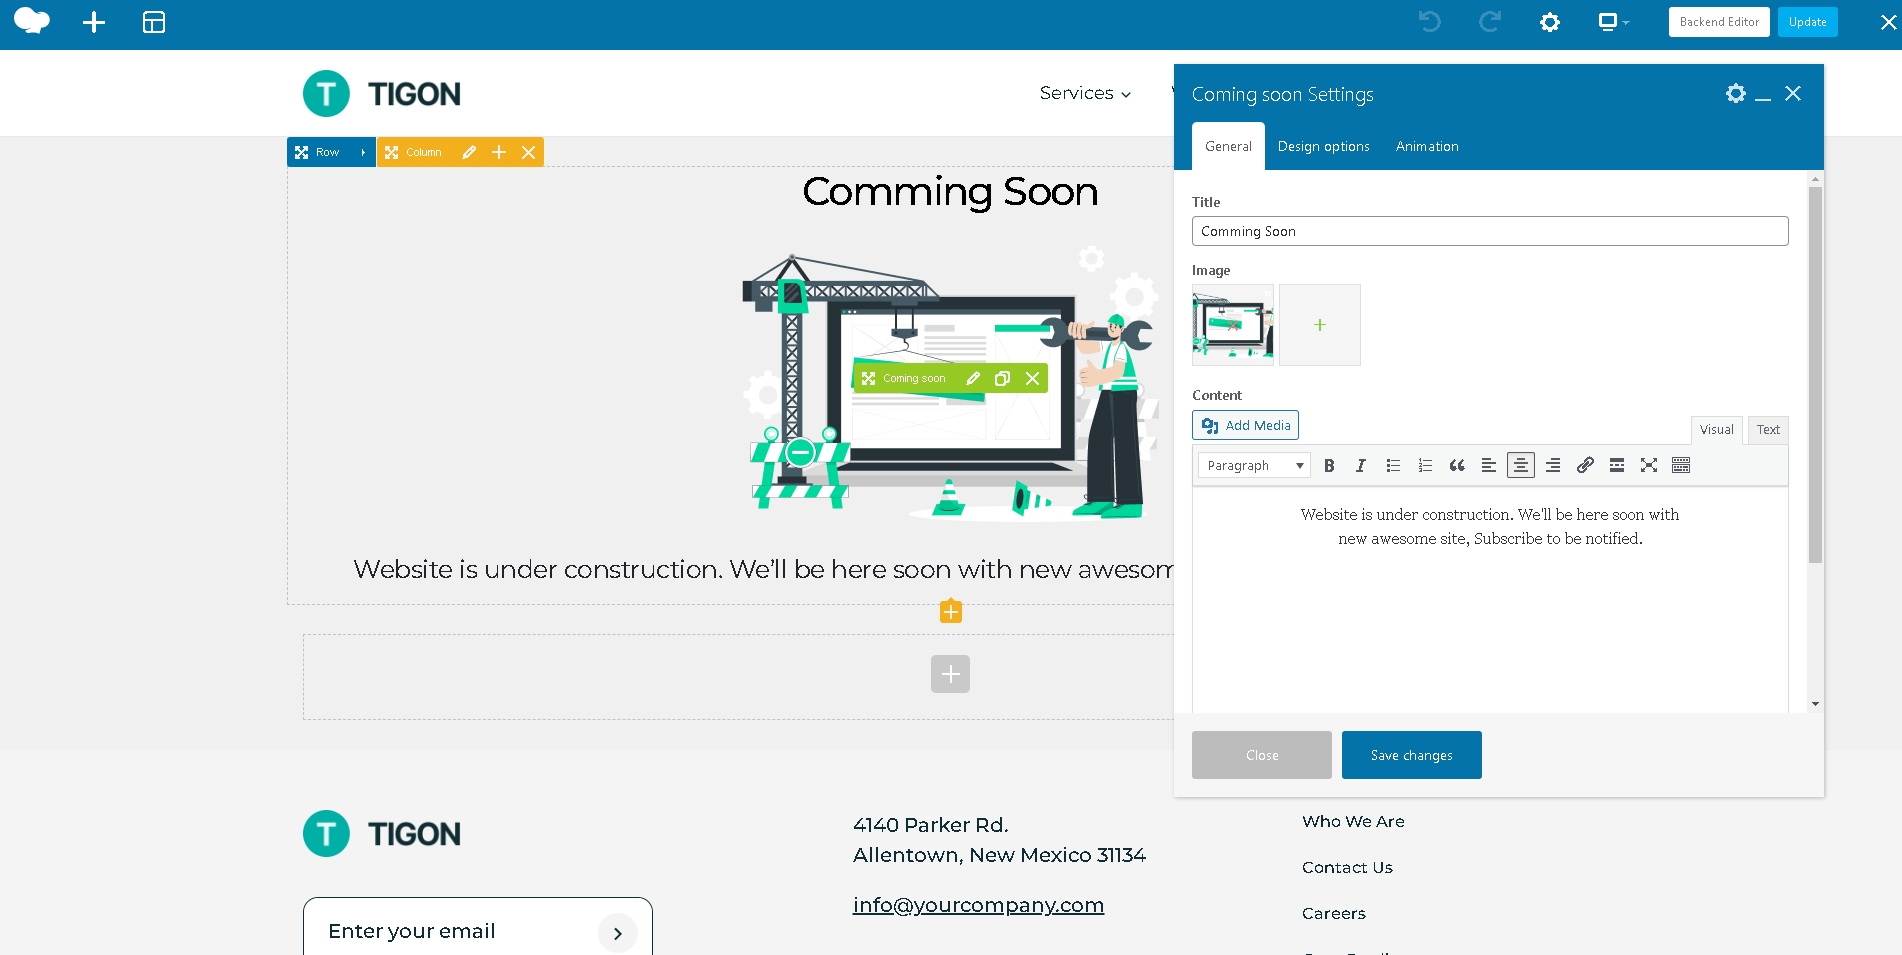 Backend Editor
Update
T TIGON
Services
Row
Column
Comming Soon
Coming soon
Website is under construction. We'll be here soon with new awesom
Coming soon Settings
General
Design options
Animation
Title
Comming Soon
Image
Content
Add Media
Visual
Text
Paragraph
B
I
Website is under construction. We'll be here soon with
new awesome site, Subscribe to be notified.
Close
Save changes
T TIGON
Enter your email
4140 Parker Rd.
Allentown, New Mexico 31134
info@yourcompany.com
Who We Are
Contact Us
Careers